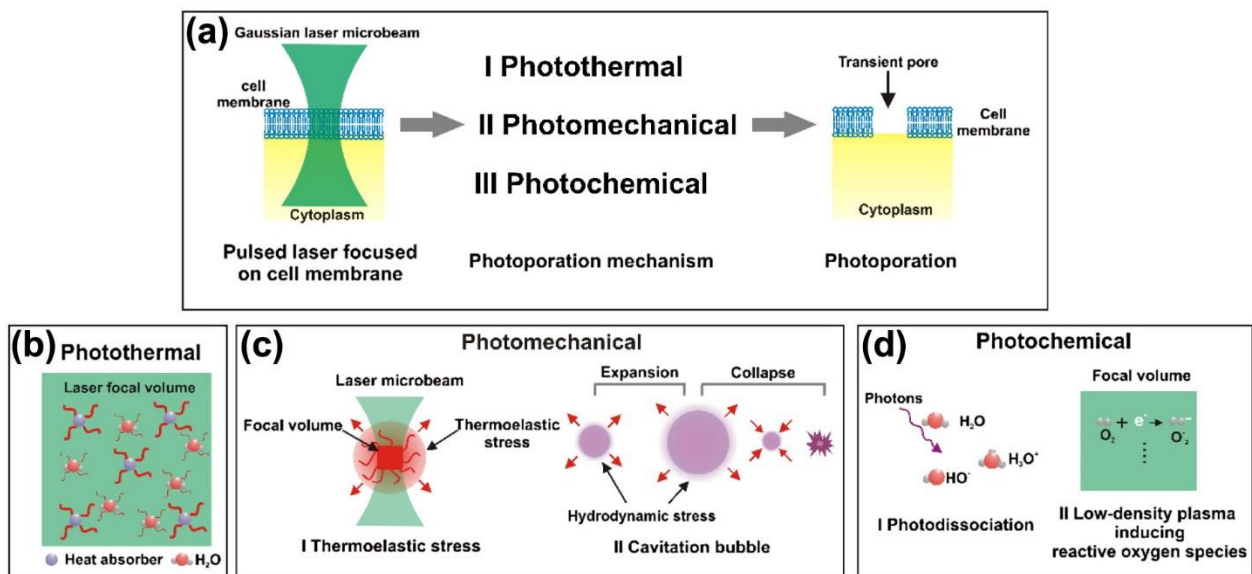 (a)
Gaussian laser microbeam
cell
membrane
Cytoplasm
Pulsed laser focused
on cell membrane
I Photothermal
II Photomechanical
III Photochemical
Photoporation mechanism
Transient pore
Cell
membrane
Cytoplasm
Photoporation
(b)
Photothermal
Laser focal volume
Heat absorber
H₂O
(c)
Photomechanical
Laser microbeam
Focal volume
Thermoelastic
stress
I Thermoelastic stress
Expansion
Collapse
Hydrodynamic stress
II Cavitation bubble
(d)
Photochemical
Photons
H₂O
H₃O⁺
HO⁻
I Photodissociation
Focal volume
+ e⁻
O₂
O⁻₂
II Low-density plasma
inducing
reactive oxygen species